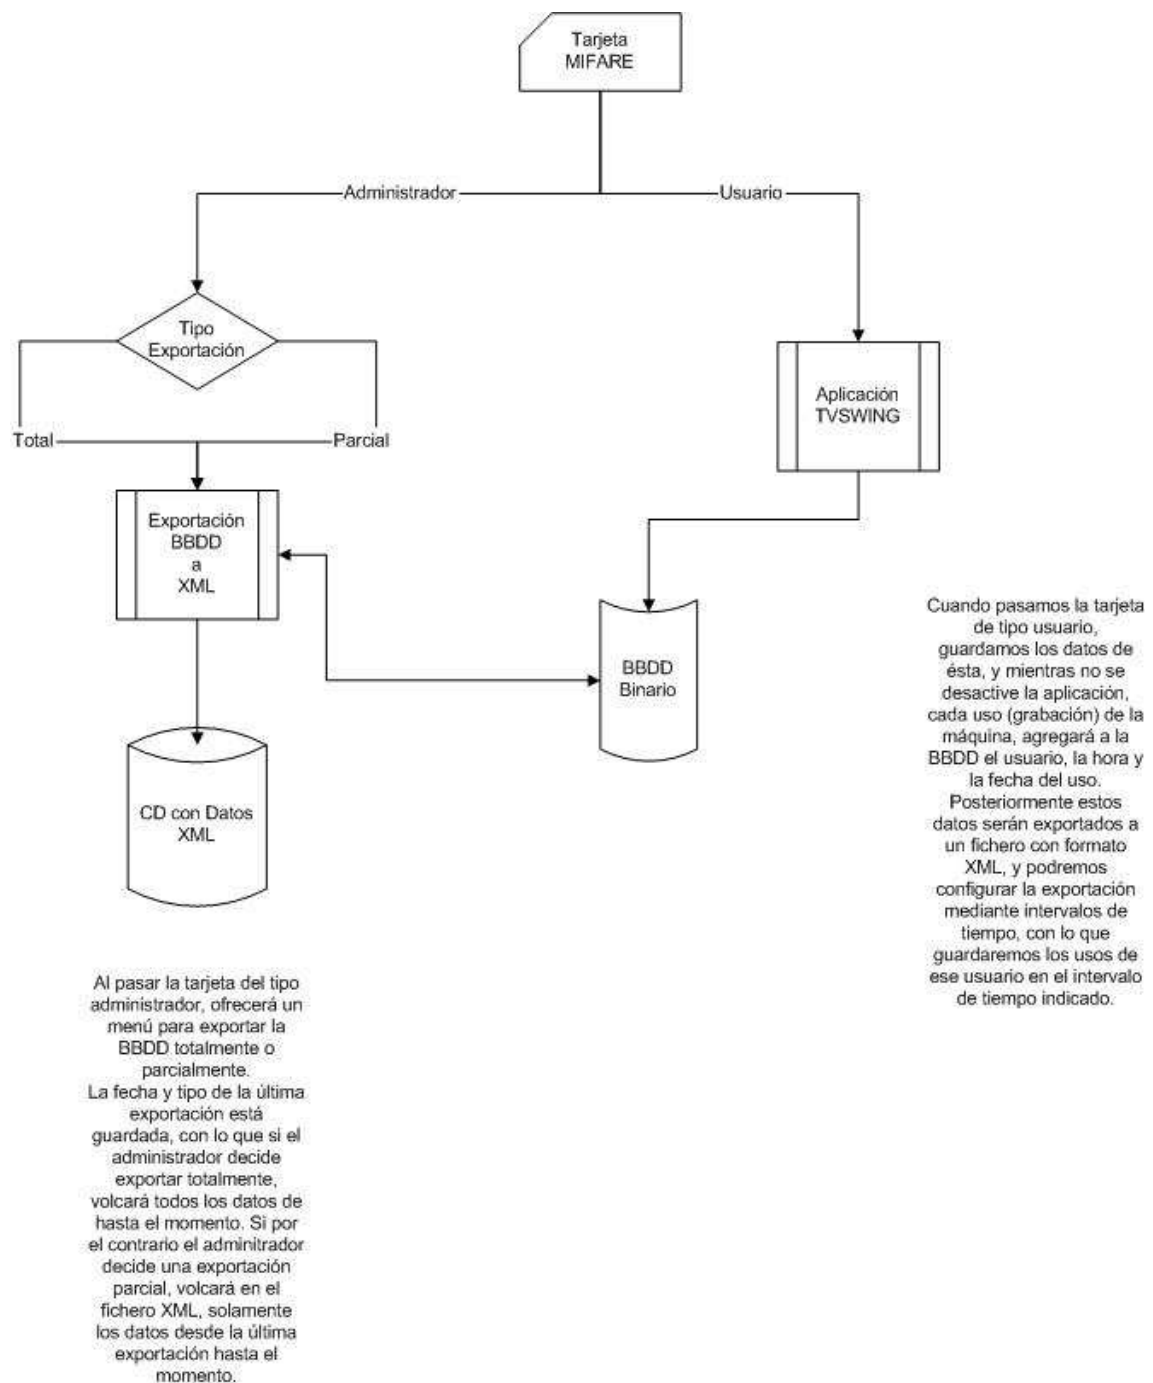 Tarjeta
MIFARE
Administrador
Usuario
Tipo
Exportación
Total
Parcial
Aplicación
TVSWING
Exportación
BBDD
a
XML
BBDD
Binario
CD con Datos
XML
Cuando pasamos la tarjeta
de tipo usuario,
guardamos los datos de
ésta, y mientras no se
desactive la aplicación,
cada uso (grabación) de la
máquina, agregará a la
BBDD el usuario, la hora y
la fecha del uso.
Posteriormente estos
datos serán exportados a
un fichero con formato
XML, y podremos
configurar la exportación
mediante intervalos de
tiempo, con lo que
guardaremos los usos de
ese usuario en el intervalo
de tiempo indicado.
Al pasar la tarjeta del tipo
administrador, ofrecerá un
menú para exportar la
BBDD totalmente o
parcialmente.
La fecha y tipo de la última
exportación está
guardada, con lo que si el
administrador decide
exportar totalmente,
volcará todos los datos de
hasta el momento. Si por
el contrario el adminitrador
decide una exportación
parcial, volcará en el
fichero XML, solamente
los datos desde la última
exportación hasta el
momento.